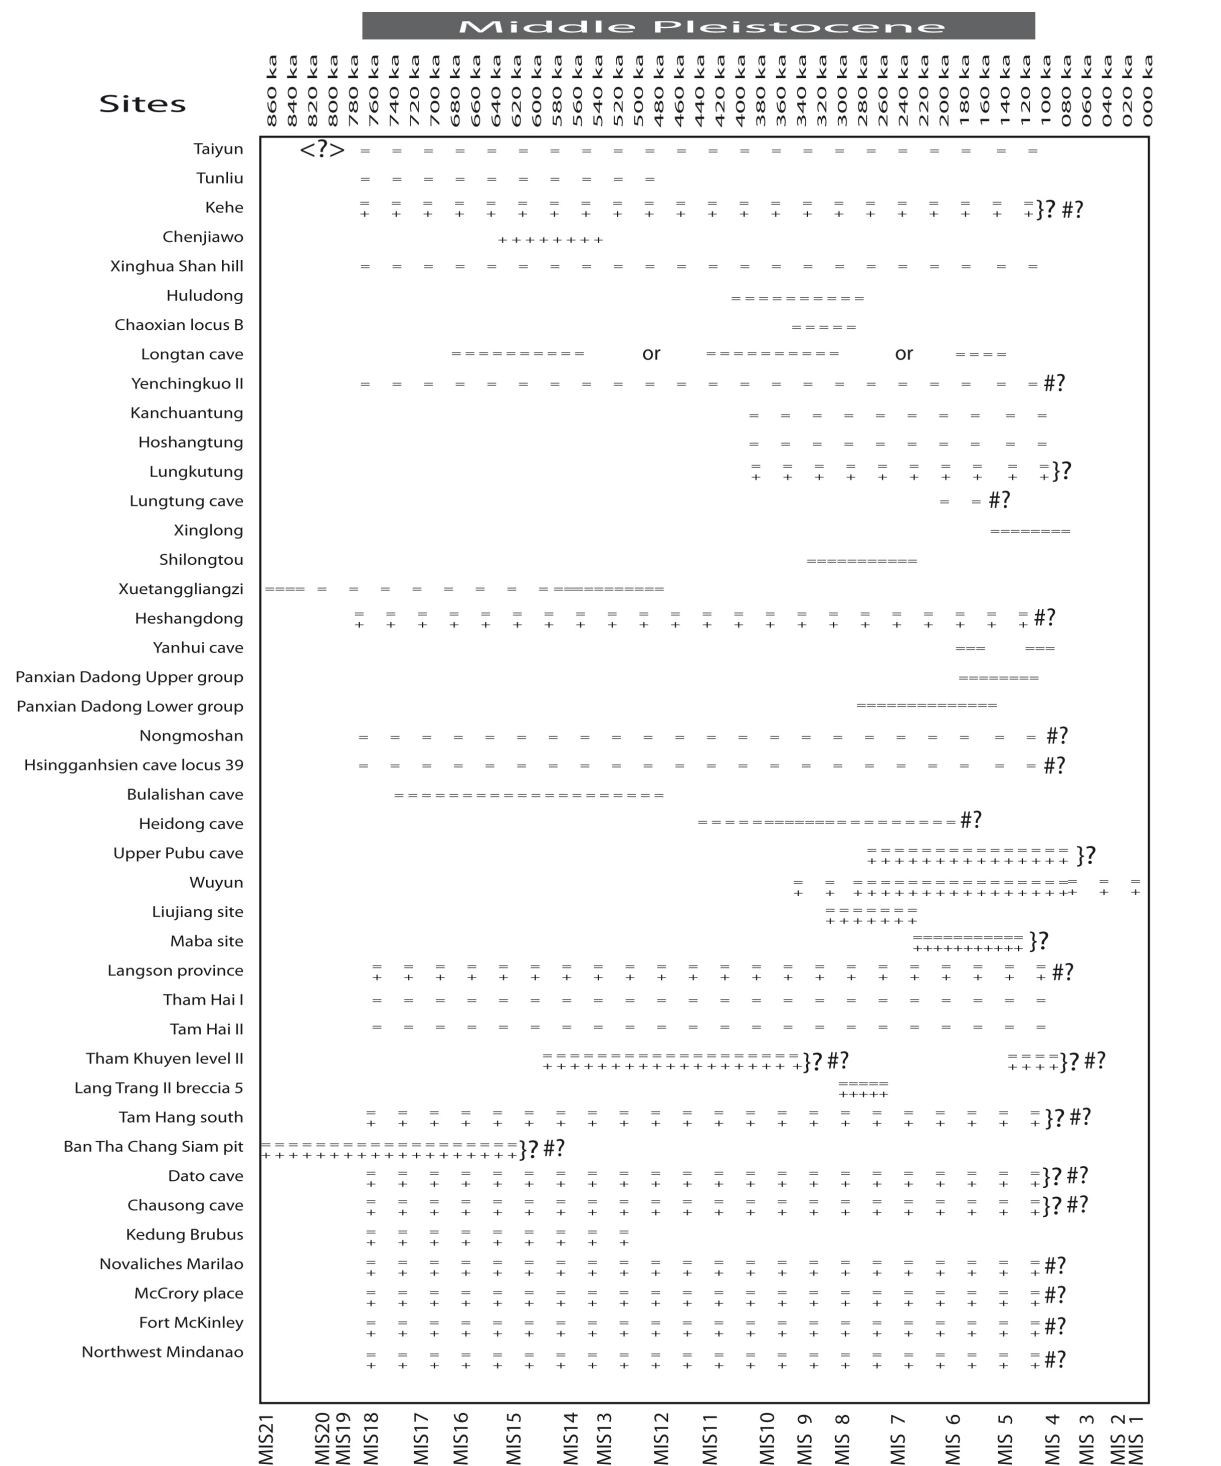 Middle Pleistocene
860 ka
840 ka
820 ka
800 ka
780 ka
760 ka
740 ka
720 ka
700 ka
680 ka
660 ka
640 ka
620 ka
600 ka
580 ka
560 ka
540 ka
520 ka
500 ka
480 ka
460 ka
440 ka
420 ka
400 ka
380 ka
360 ka
340 ka
320 ka
300 ka
280 ka
260 ka
240 ka
220 ka
200 ka
180 ka
160 ka
140 ka
120 ka
100 ka
080 ka
060 ka
040 ka
020 ka
000 ka
Sites
Taiyun <?>
Tunliu
Kehe }? #?
Chenjiawo
Xinghua Shan hill
Huludong
Chaoxian locus B
Longtan cave or or
Yenchingkuo II #?
Kanchuantung
Hoshangtung
Lungkutung }?
Lungtung cave #?
Xinglong
Shilongtou
Xuetanggliangzi
Heshangdong #?
Yanhui cave
Panxian Dadong Upper group
Panxian Dadong Lower group
Nongmoshan #?
Hsingganhsien cave locus 39 #?
Bulalishan cave
Heidong cave #?
Upper Pubu cave }?
Wuyun
Liujiang site
Maba site }?
Langson province #?
Tham Hai I
Tam Hai II
Tham Khuyen level II }? #? }? #?
Lang Trang II breccia 5
Tam Hang south }? #?
Ban Tha Chang Siam pit }? #?
Dato cave }? #?
Chausong cave }? #?
Kedung Brubus
Novaliches Marilao #?
McCrory place #?
Fort McKinley #?
Northwest Mindanao #?
MIS21
MIS20
MIS19
MIS18
MIS17
MIS16
MIS15
MIS14
MIS13
MIS12
MIS11
MIS10
MIS 9
MIS 8
MIS 7
MIS 6
MIS 5
MIS 4
MIS 3
MIS 2
MIS 1